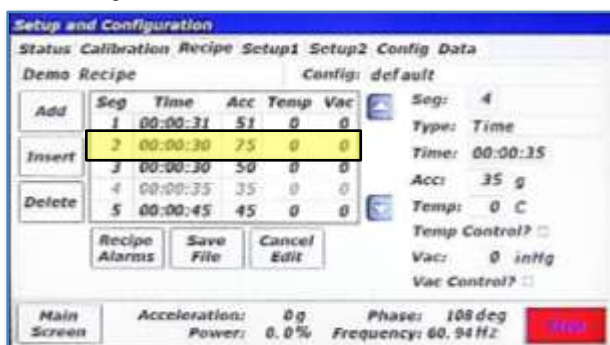 Setup and Configuration
Status Calibration Recipe Setup1 Setup2 Config Data
Demo Recipe Config: default
Add
Insert
Delete
Seg Time Acc Temp Vac
1 00:00:31 51 0 0
2 00:00:30 75 0 0
3 00:00:30 50 0 0
4 00:00:35 35 0 0
5 00:00:45 45 0 0
Recipe Alarms
Save File
Cancel Edit
Seg: 4
Type: Time
Time: 00:00:35
Acc: 35 g
Temp: 0 C
Temp Control?
Vac: 0 inHg
Vac Control?
Main Screen
Acceleration: 0 g Phase: 108 deg
Power: 0.0% Frequency: 60.94 HZ
Stop